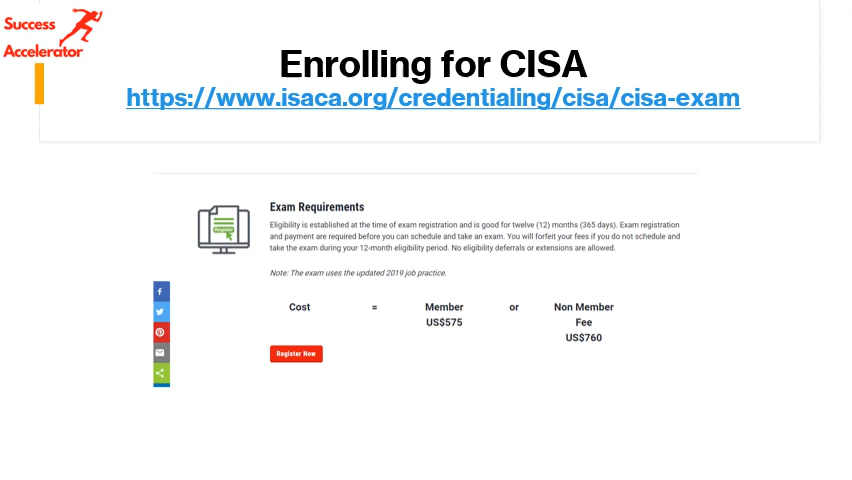 Success
Accelerator
Enrolling for CISA
https://www.isaca.org/credentialing/cisa/cisa-exam
Exam Requirements
Eligibility is established at the time of exam registration and is good for twelve (12) months (365 days). Exam registration
and payment are required before you can schedule and take an exam. You will forfeit your fees if you do not schedule and
take the exam during your 12-month eligibility period. No eligibility deferrals or extensions are allowed.
Register
Note: The exam uses the updated 2019 job practice.
Cost = Member or Non Member
US$575 Fee
US$760
Register Now